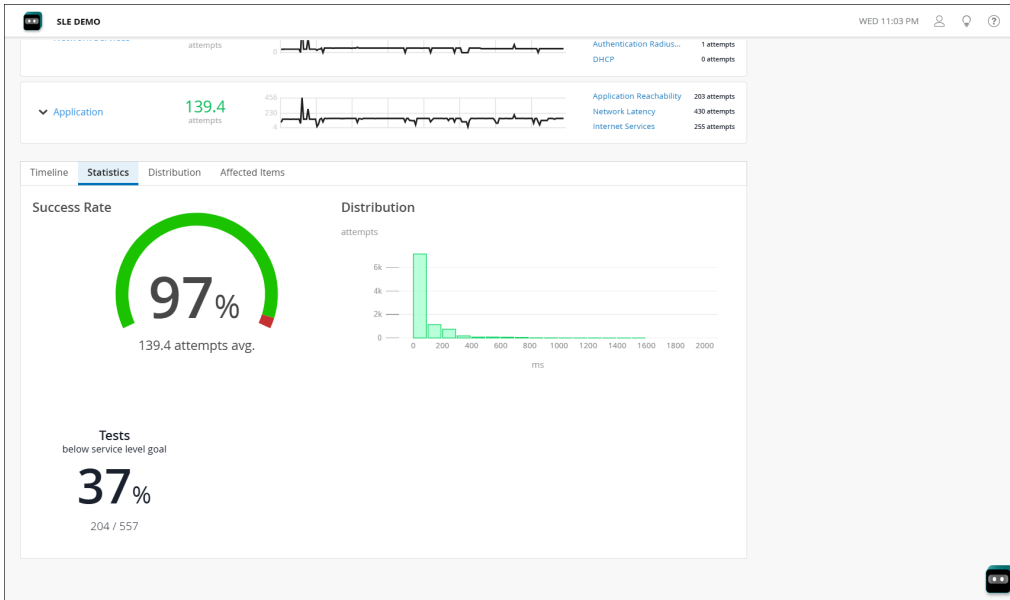 SLE DEMO
WED 11:03 PM
attempts
0
Authentication Radius... 1 attempts
DHCP 0 attempts
Application
139.4
attempts
456
230
4
Application Reachability 203 attempts
Network Latency 430 attempts
Internet Services 255 attempts
Timeline Statistics Distribution Affected Items
Success Rate
97%
139.4 attempts avg.
Distribution
attempts
6k
4k
2k
0
0 200 400 600 800 1000 1200 1400 1600 1800 2000
ms
Tests
below service level goal
37%
204 / 557